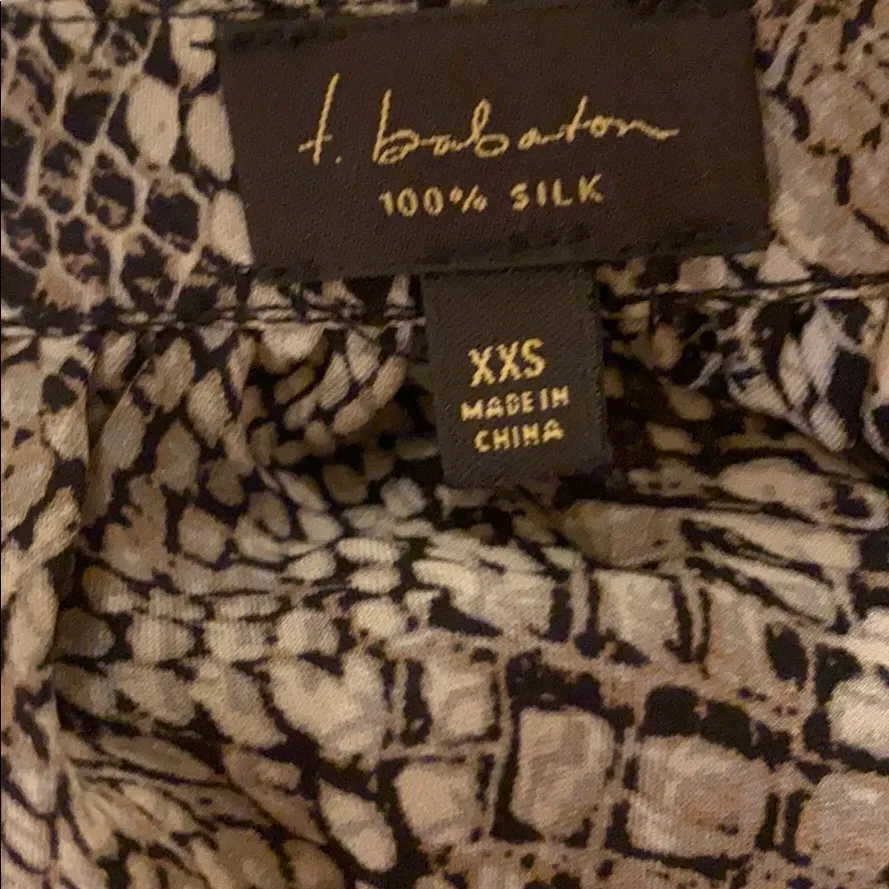 t. babaton
100% SILK
XXS
MADE IN
CHINA